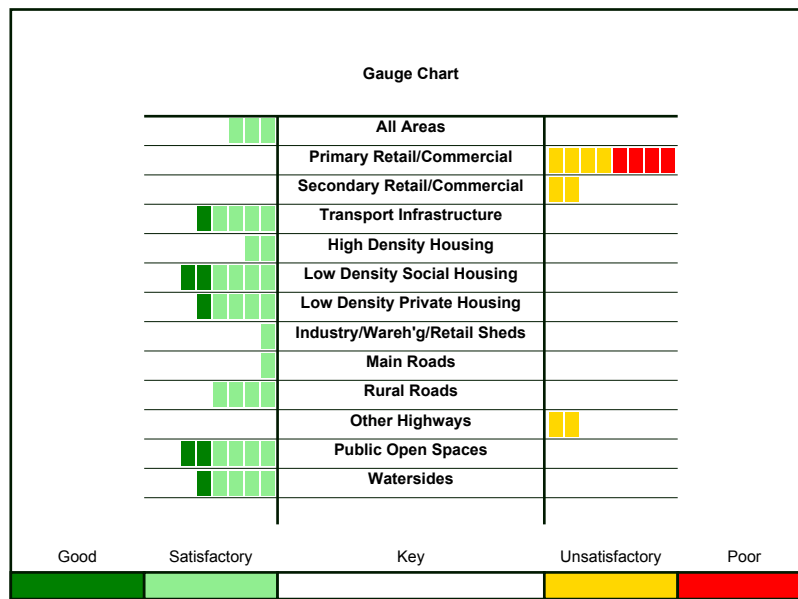 Gauge Chart
All Areas
Primary Retail/Commercial
Secondary Retail/Commercial
Transport Infrastructure
High Density Housing
Low Density Social Housing
Low Density Private Housing
Industry/Wareh'g/Retail Sheds
Main Roads
Rural Roads
Other Highways
Public Open Spaces
Watersides
Good Satisfactory Key Unsatisfactory Poor